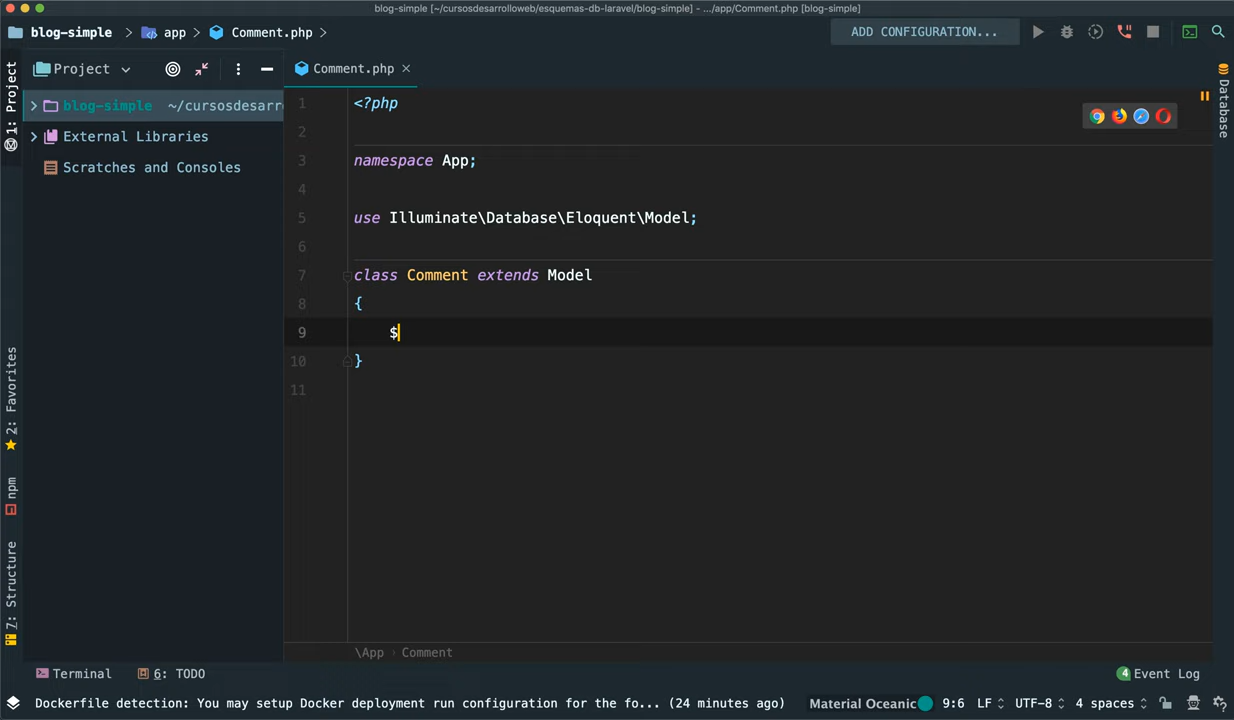 blog-simple [~/cursosdesarrolloweb/esquemas-db-laravel/blog-simple] - .../app/Comment.php [blog-simple]
blog-simple app Comment.php ADD CONFIGURATION...
1: Project
Project
Comment.php
blog-simple ~/cursosdesarr
External Libraries
Scratches and Consoles
2: Favorites
npm
7: Structure
Database
1 <?php
2
3 namespace App;
4
5 use Illuminate\Database\Eloquent\Model;
6
7 class Comment extends Model
8 {
9 $
10 }
11
\App › Comment
Terminal 6: TODO 4 Event Log
Dockerfile detection: You may setup Docker deployment run configuration for the fo... (24 minutes ago) Material Oceanic 9:6 LF UTF-8 4 spaces